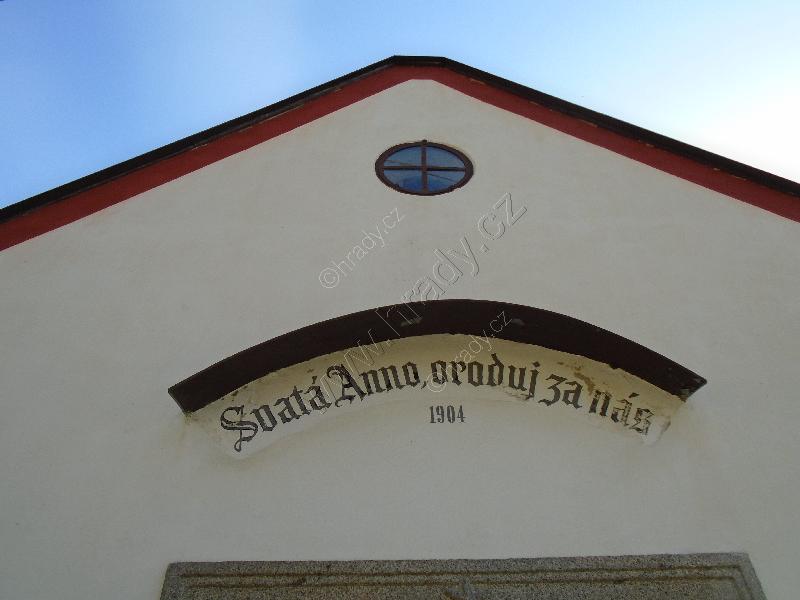 Svatá Anno, oroduj za nás
1904
©hrady.cz
www.hrady.cz
©hrady.cz